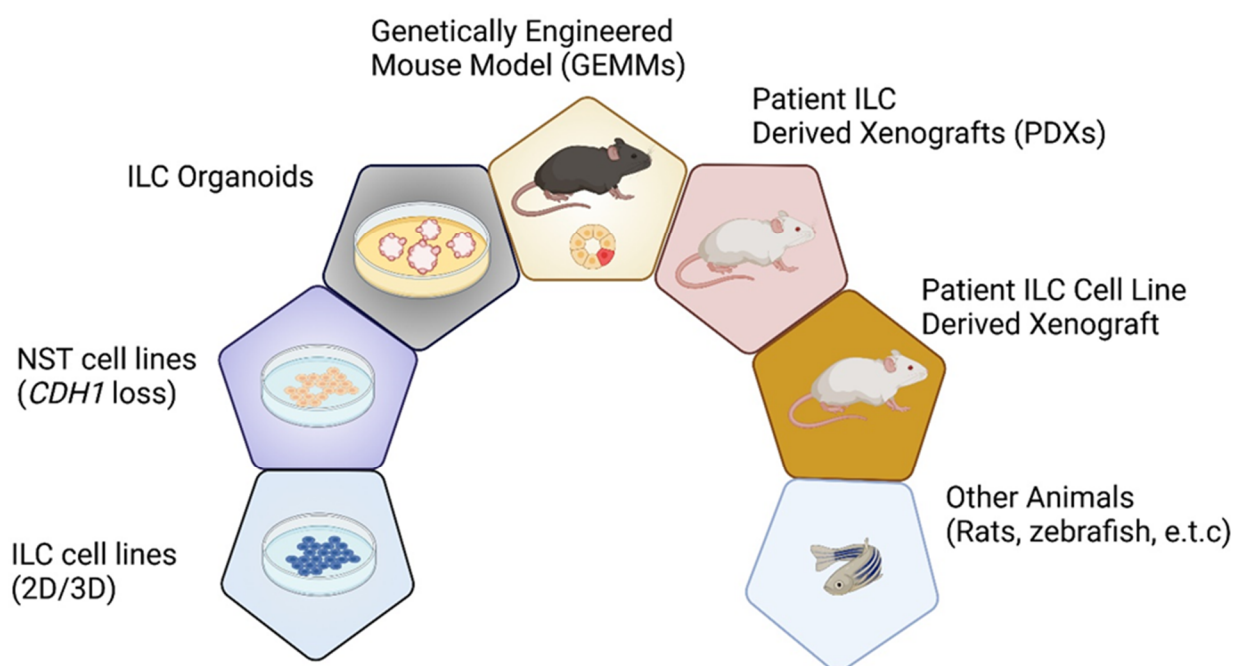 Genetically Engineered
Mouse Model (GEMMs)
Patient ILC
Derived Xenografts (PDXs)
ILC Organoids
Patient ILC Cell Line
Derived Xenograft
NST cell lines
(CDH1 loss)
Other Animals
(Rats, zebrafish, e.t.c)
ILC cell lines
(2D/3D)